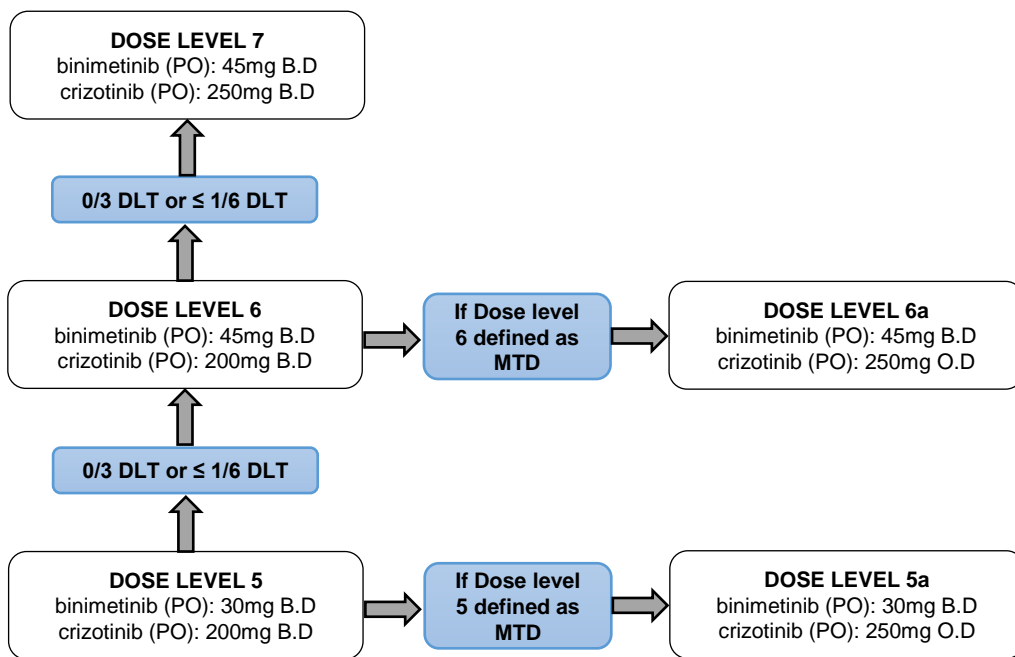 DOSE LEVEL 7
binimetinib (PO): 45mg B.D
crizotinib (PO): 250mg B.D
0/3 DLT or ≤ 1/6 DLT
DOSE LEVEL 6
binimetinib (PO): 45mg B.D
crizotinib (PO): 200mg B.D
If Dose level
6 defined as
MTD
DOSE LEVEL 6a
binimetinib (PO): 45mg B.D
crizotinib (PO): 250mg O.D
0/3 DLT or ≤ 1/6 DLT
DOSE LEVEL 5
binimetinib (PO): 30mg B.D
crizotinib (PO): 200mg B.D
If Dose level
5 defined as
MTD
DOSE LEVEL 5a
binimetinib (PO): 30mg B.D
crizotinib (PO): 250mg O.D